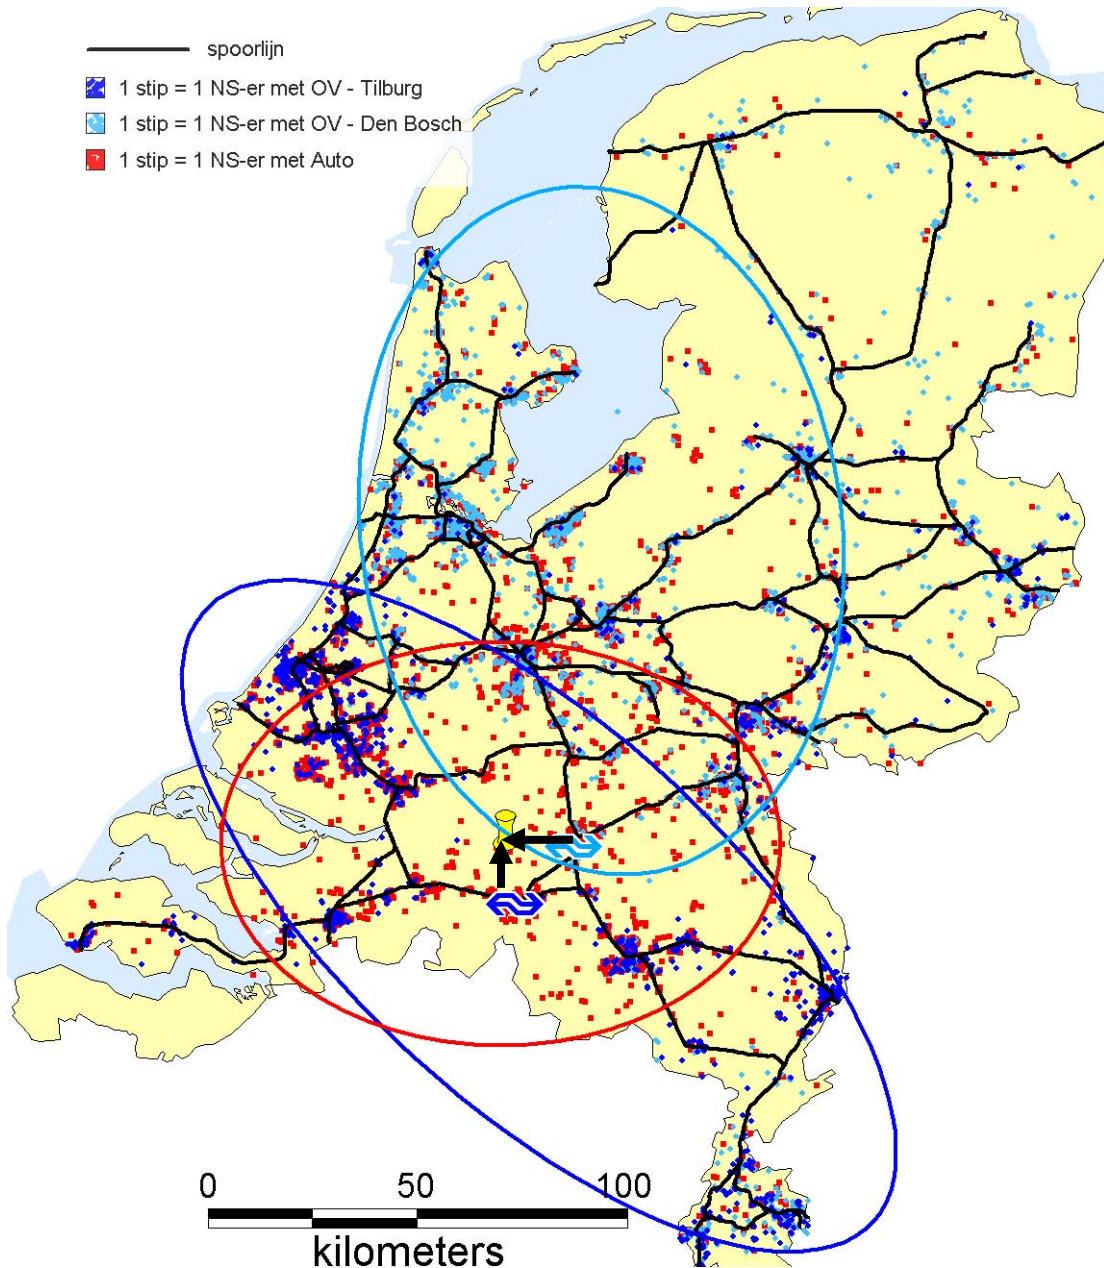 spoorlijn
1 stip = 1 NS-er met OV - Tilburg
1 stip = 1 NS-er met OV - Den Bosch
1 stip = 1 NS-er met Auto
0 50 100
kilometers